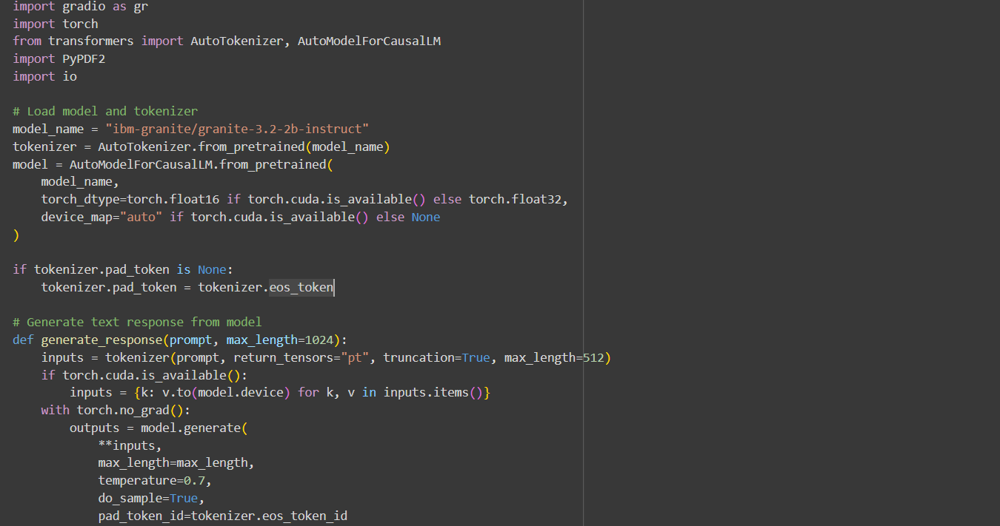 import gradio as gr
import torch
from transformers import AutoTokenizer, AutoModelForCausalLM
import PyPDF2
import io

# Load model and tokenizer
model_name = "ibm-granite/granite-3.2-2b-instruct"
tokenizer = AutoTokenizer.from_pretrained(model_name)
model = AutoModelForCausalLM.from_pretrained(
    model_name,
    torch_dtype=torch.float16 if torch.cuda.is_available() else torch.float32,
    device_map="auto" if torch.cuda.is_available() else None
)

if tokenizer.pad_token is None:
    tokenizer.pad_token = tokenizer.eos_token

# Generate text response from model
def generate_response(prompt, max_length=1024):
    inputs = tokenizer(prompt, return_tensors="pt", truncation=True, max_length=512)
    if torch.cuda.is_available():
        inputs = {k: v.to(model.device) for k, v in inputs.items()}
    with torch.no_grad():
        outputs = model.generate(
            **inputs,
            max_length=max_length,
            temperature=0.7,
            do_sample=True,
            pad_token_id=tokenizer.eos_token_id